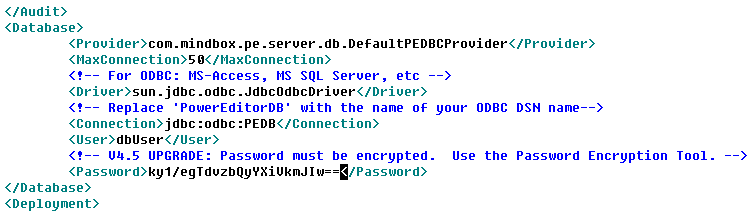 </Audit>
<Database>
<Provider>com.mindbox.pe.server.db.DefaultPEDBCProvider</Provider>
<MaxConnection>50</MaxConnection>
<!-- For ODBC: MS-Access, MS SQL Server, etc -->
<Driver>sun.jdbc.odbc.JdbcOdbcDriver</Driver>
<!-- Replace 'PowerEditorDB' with the name of your ODBC DSN name-->
<Connection>jdbc:odbc:PEDB</Connection>
<User>dbUser</User>
<!-- V4.5 UPGRADE: Password must be encrypted.  Use the Password Encryption Tool. -->
<Password>ky1/egTdvzbQyYXiVkmJIw==</Password>
</Database>
<Deployment>